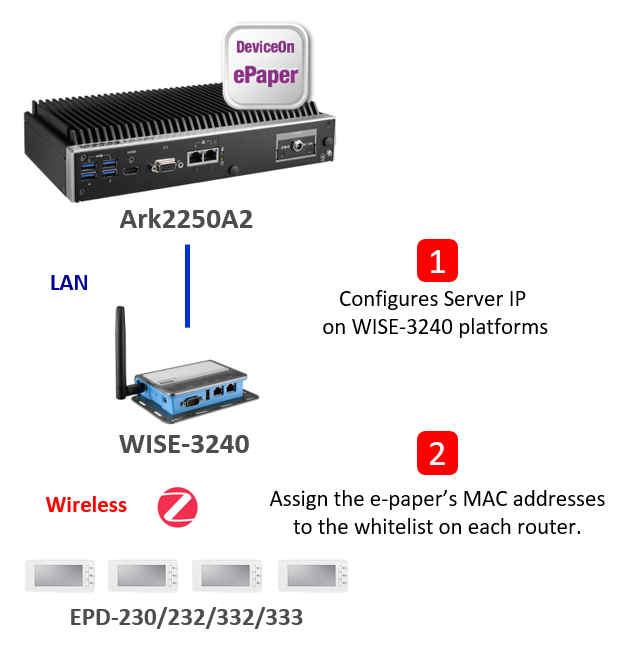 DeviceOn
ePaper
Ark2250A2
LAN
1
Configures Server IP
on WISE-3240 platforms
WISE-3240
2
Wireless
Assign the e-paper's MAC addresses
to the whitelist on each router.
EPD-230/232/332/333